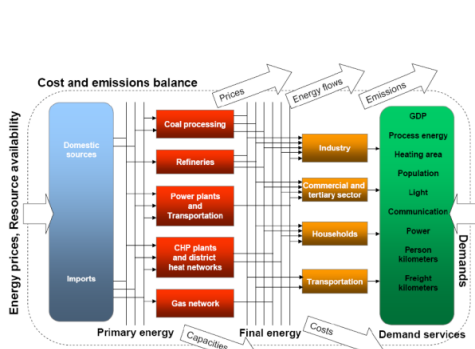 Cost and emissions balance
Prices
Energy flows
Emissions
Energy prices, Resource availability
Domestic
sources
Imports
Coal processing
Refineries
Power plants
and
Transportation
CHP plants
and district
heat networks
Gas network
Industry
Commercial and
tertiary sector
Households
Transportation
GDP
Process energy
Heating area
Population
Light
Communication
Power
Person
kilometers
Freight
kilometers
Demands
Primary energy
Final energy
Demand services
Capacities
Costs